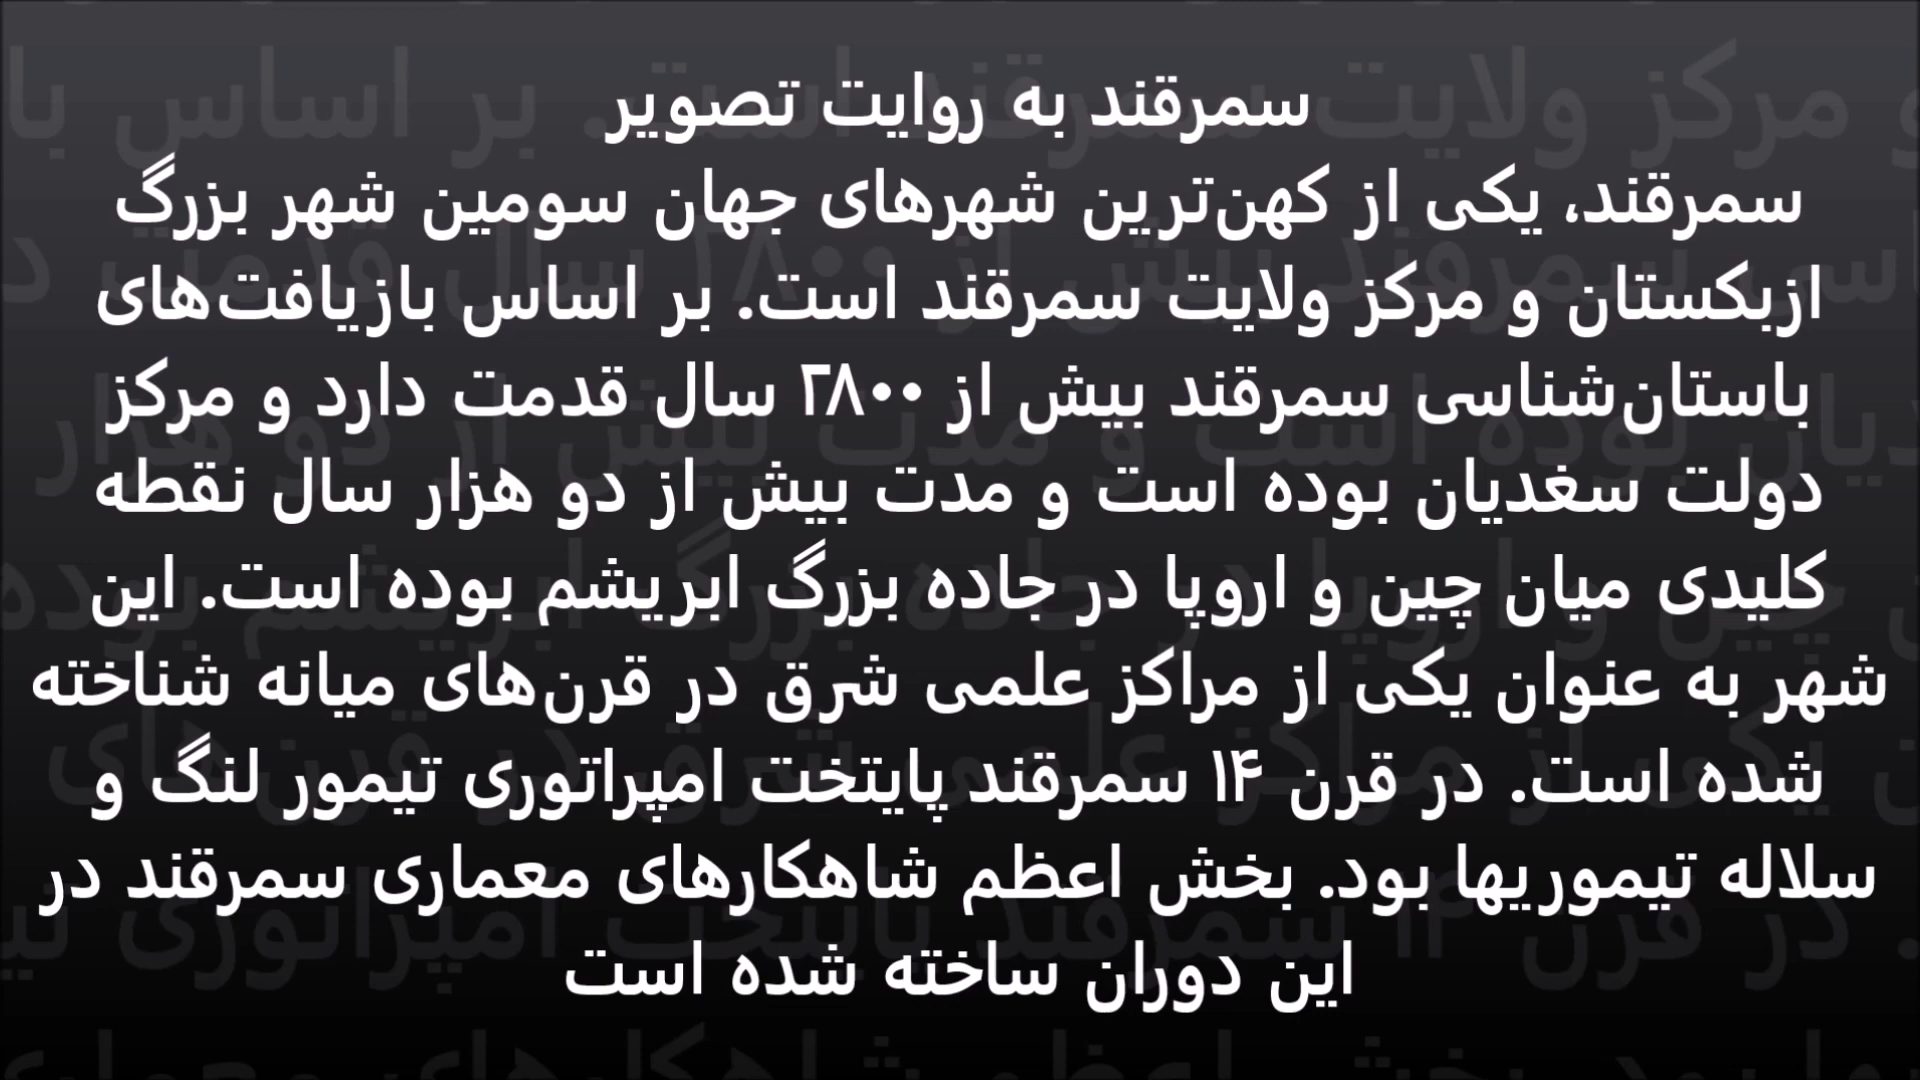 سمرقند به روایت تصویر
سمرقند، یکی از کهن‌ترین شهرهای جهان سومین شهر بزرگ
ازبکستان و مرکز ولایت سمرقند است. بر اساس بازیافت‌های
باستان‌شناسی سمرقند بیش از ۲۸۰۰ سال قدمت دارد و مرکز
دولت سغدیان بوده است و مدت بیش از دو هزار سال نقطه
کلیدی میان چین و اروپا در جاده بزرگ ابریشم بوده است. این
شهر به عنوان یکی از مراکز علمی شرق در قرن‌های میانه شناخته
شده است. در قرن ۱۴ سمرقند پایتخت امپراتوری تیمور لنگ و
سلاله تیموریها بود. بخش اعظم شاهکارهای معماری سمرقند در
این دوران ساخته شده است